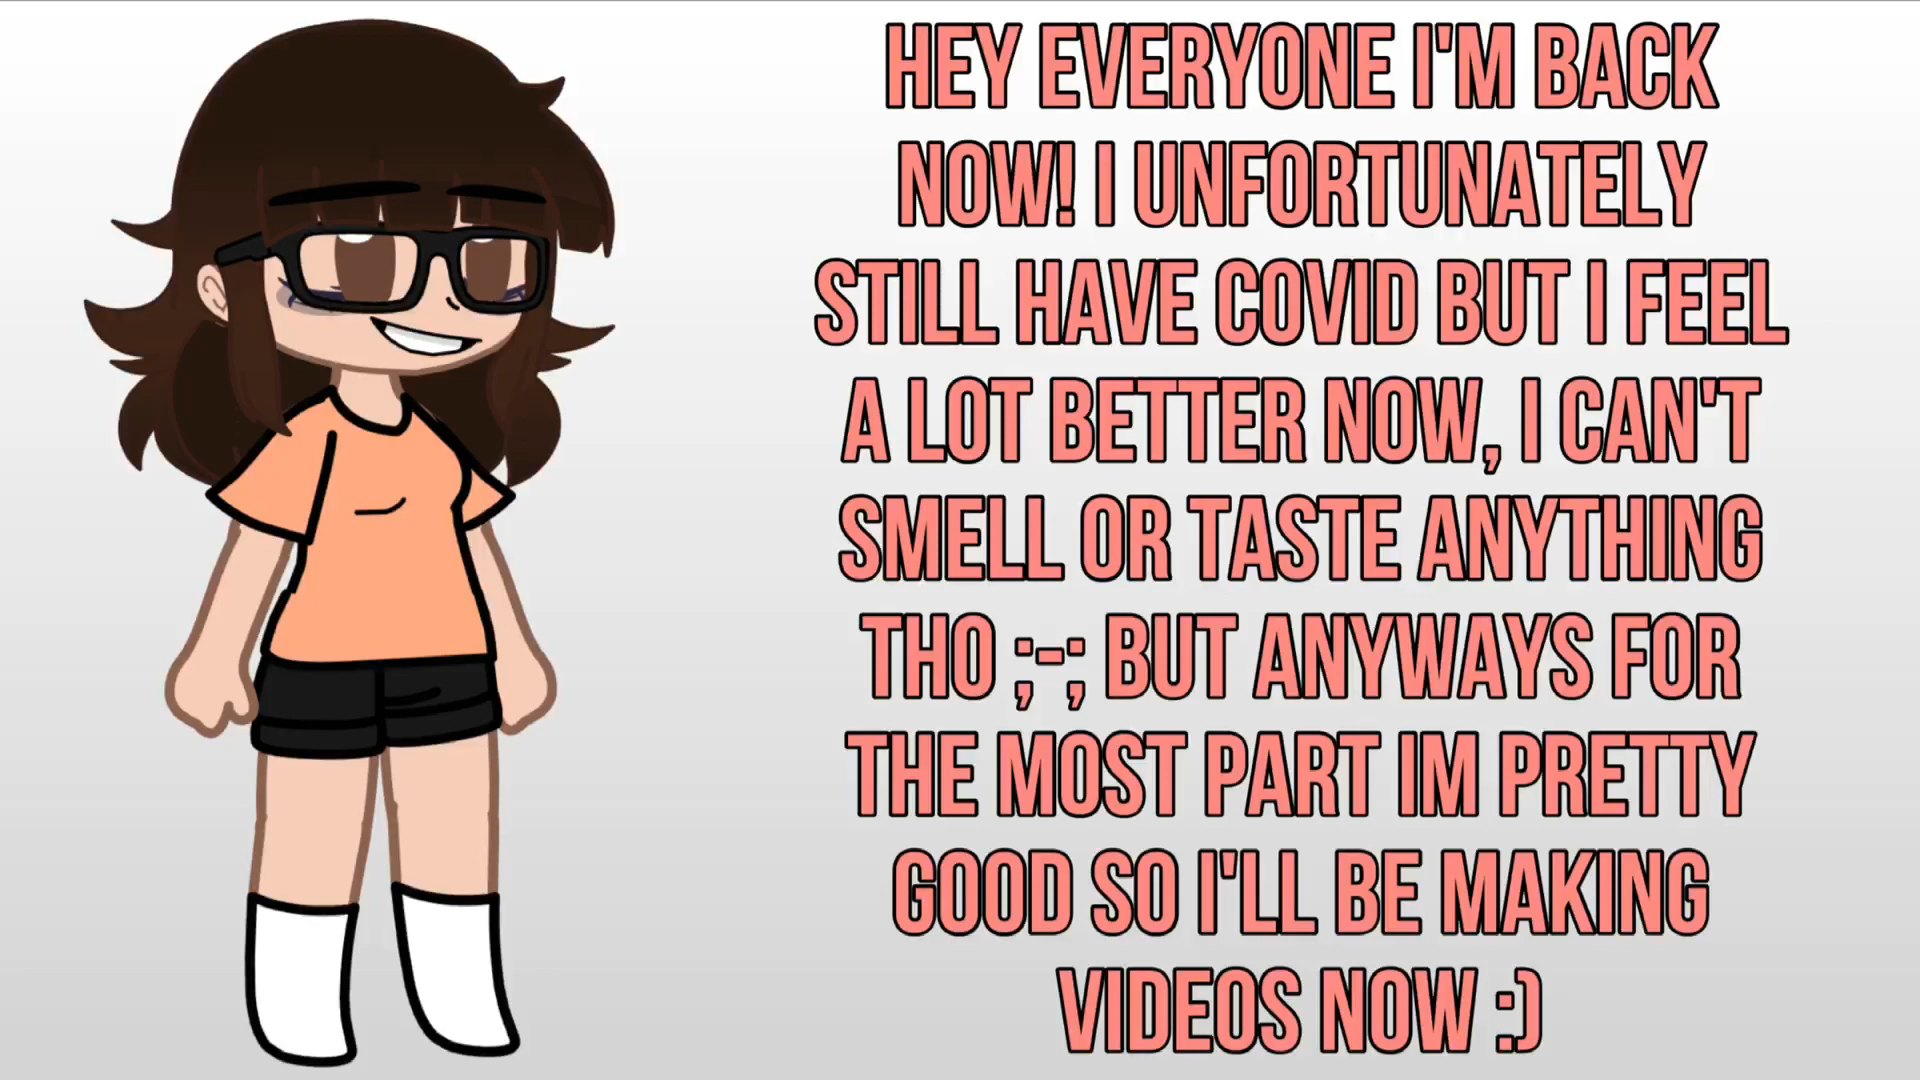 HEY EVERYONE I'M BACK
NOW! I UNFORTUNATELY
STILL HAVE COVID BUT I FEEL
A LOT BETTER NOW, I CAN'T
SMELL OR TASTE ANYTHING
THO ;-; BUT ANYWAYS FOR
THE MOST PART IM PRETTY
GOOD SO I'LL BE MAKING
VIDEOS NOW :)